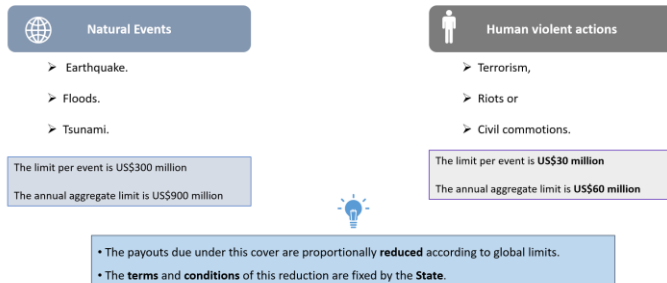 Natural Events
➤ Earthquake.
➤ Floods.
➤ Tsunami.
The limit per event is US$300 million
The annual aggregate limit is US$900 million
Human violent actions
➤ Terrorism,
➤ Riots or
➤ Civil commotions.
The limit per event is US$30 million
The annual aggregate limit is US$60 million
• The payouts due under this cover are proportionally reduced according to global limits.
• The terms and conditions of this reduction are fixed by the State.